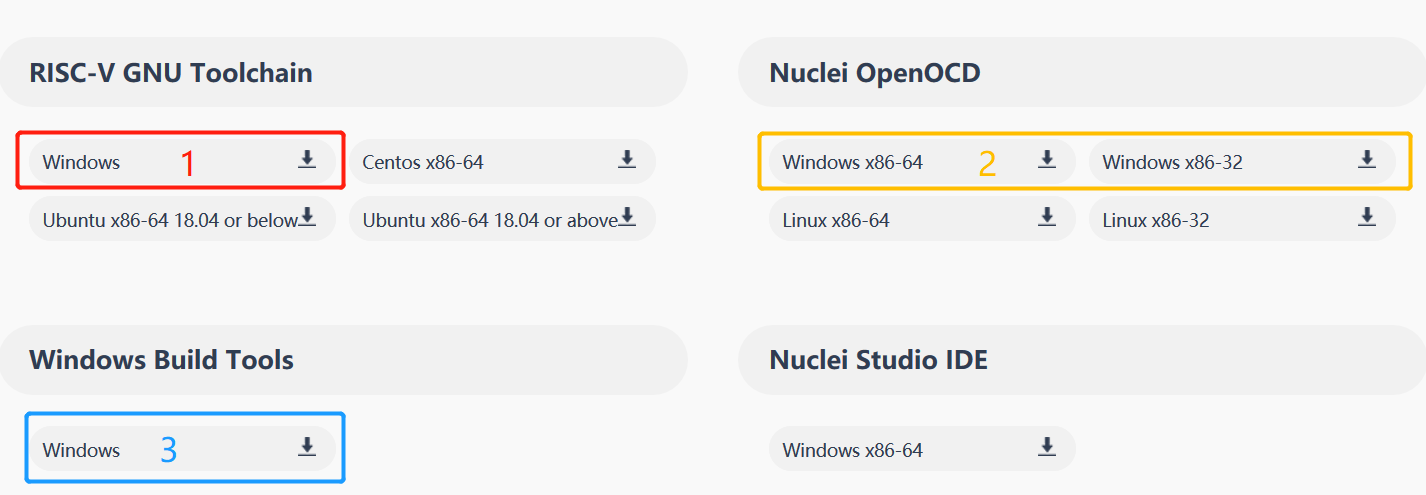 RISC-V GNU Toolchain
Nuclei OpenOCD
Windows 1
Centos x86-64
Windows x86-64 2
Windows x86-32
Ubuntu x86-64 18.04 or below
Ubuntu x86-64 18.04 or above
Linux x86-64
Linux x86-32
Windows Build Tools
Nuclei Studio IDE
Windows 3
Windows x86-64